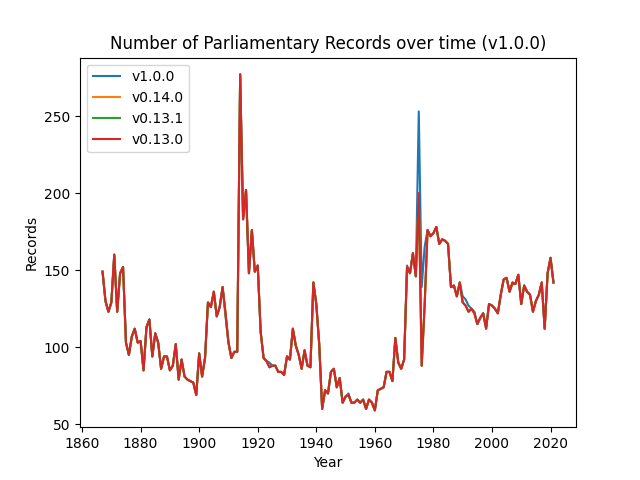 Number of Parliamentary Records over time (v1.0.0)
v1.0.0
v0.14.0
v0.13.1
v0.13.0
Records
250
200
150
100
50
1860 1880 1900 1920 1940 1960 1980 2000 2020
Year